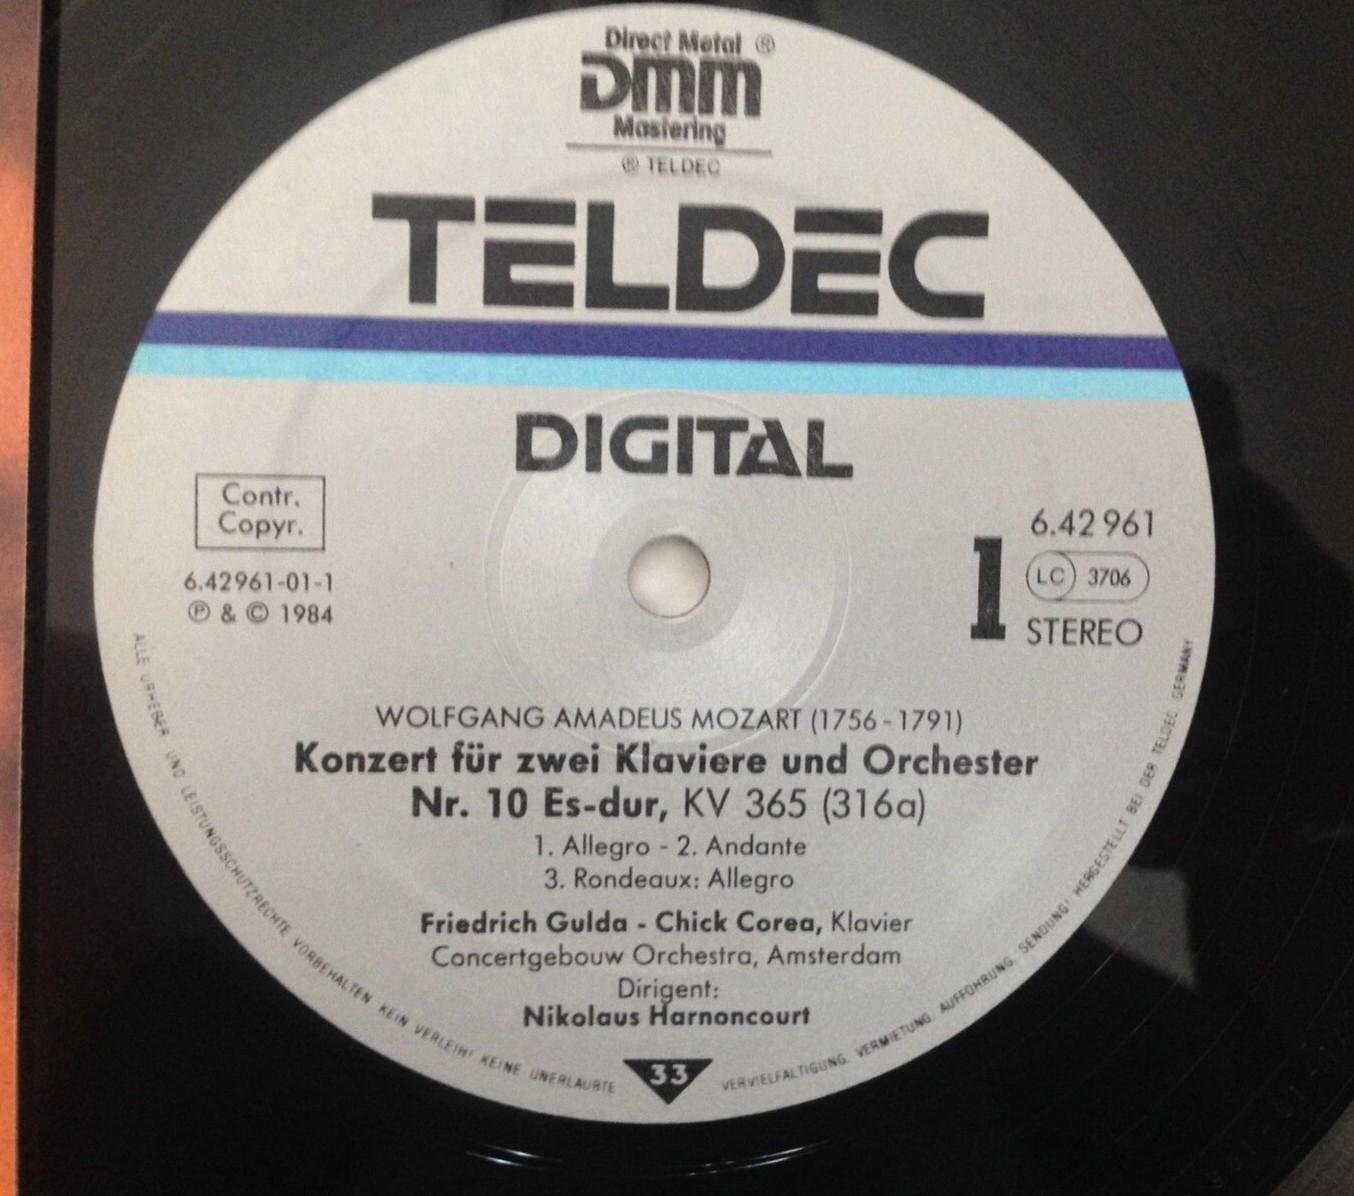 Direct Metal ®
DMM
Mastering
® TELDEC
TELDEC
DIGITAL
Contr.
Copyr.
6.42961-01-1
℗ & © 1984
6.42 961
1
LC 3706
STEREO
WOLFGANG AMADEUS MOZART (1756 - 1791)
Konzert für zwei Klaviere und Orchester
Nr. 10 Es-dur, KV 365 (316a)
1. Allegro - 2. Andante
3. Rondeaux: Allegro
Friedrich Gulda - Chick Corea, Klavier
Concertgebouw Orchestra, Amsterdam
Dirigent:
Nikolaus Harnoncourt
33
ALLE URHEBER UND LEISTUNGSSCHUTZRECHTE VORBEHALTEN KEIN VERLEIH! KEINE UNERLAUBTE VERVIELFÄLTIGUNG, VERMIETUNG, AUFFÜHRUNG, SENDUNG! HERGESTELLT BEI DER TELDEC GERMANY